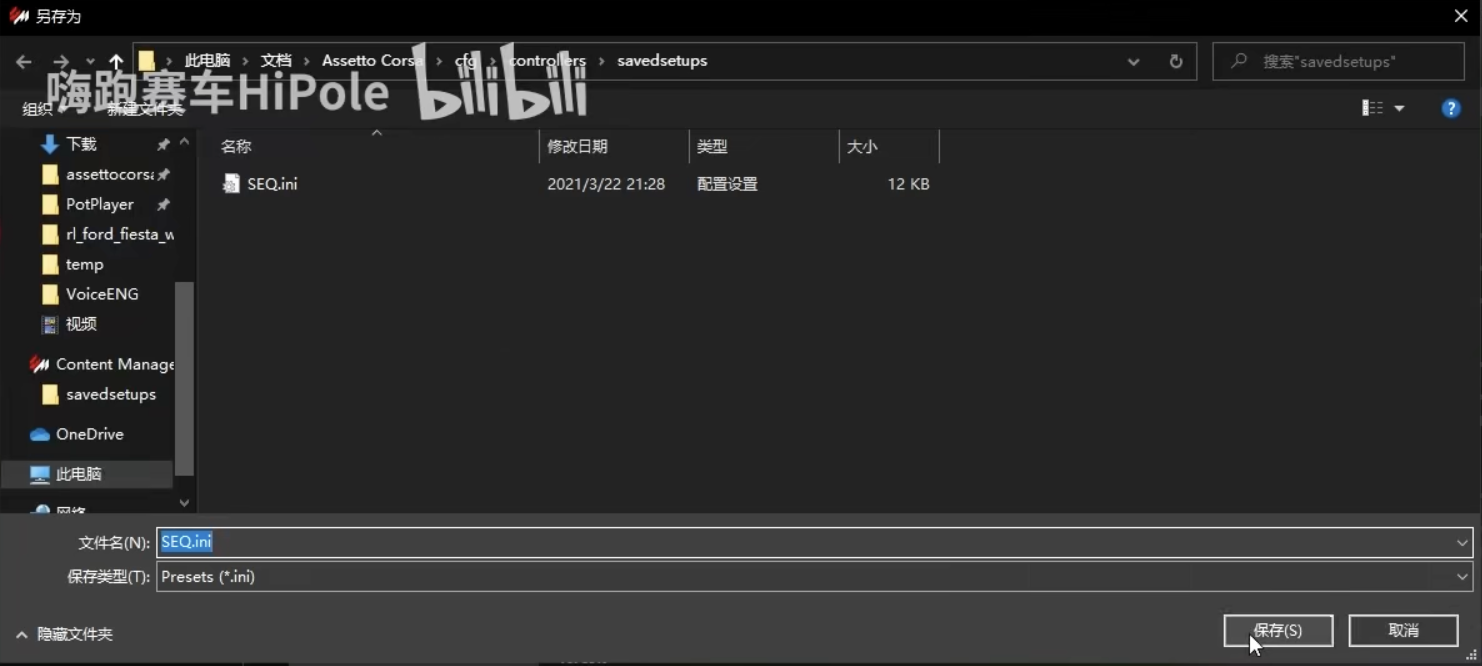 另存为
此电脑 > 文档 > Assetto Corsa > cfg > controllers > savedsetups
搜索"savedsetups"
嗨跑赛车HiPole bilibili
组织 新建文件夹
名称 修改日期 类型 大小
SEQ.ini 2021/3/22 21:28 配置设置 12 KB
下载
assettocorsa
PotPlayer
rl_ford_fiesta_w
temp
VoiceENG
视频
Content Manage
savedsetups
OneDrive
此电脑
网络
文件名(N): SEQ.ini
保存类型(T): Presets (*.ini)
隐藏文件夹
保存(S) 取消